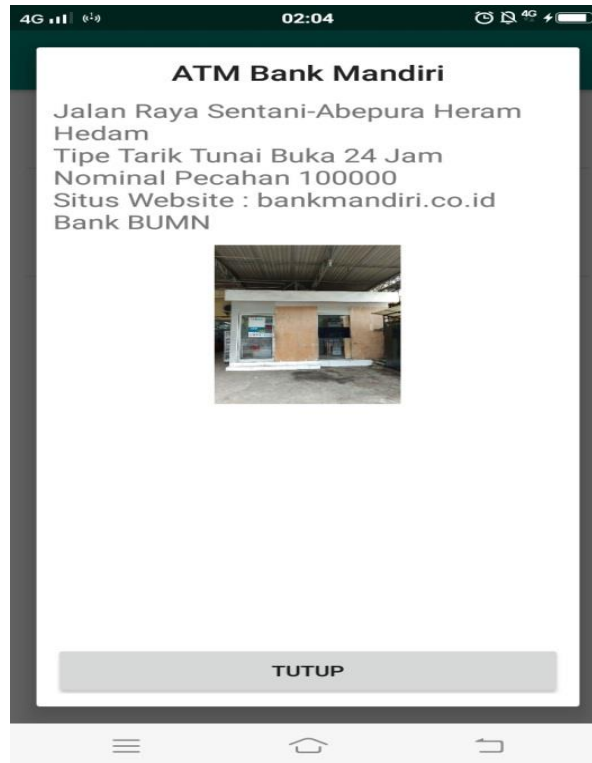 4G 02:04 4G
ATM Bank Mandiri
Jalan Raya Sentani-Abepura Heram
Hedam
Tipe Tarik Tunai Buka 24 Jam
Nominal Pecahan 100000
Situs Website : bankmandiri.co.id
Bank BUMN
TUTUP